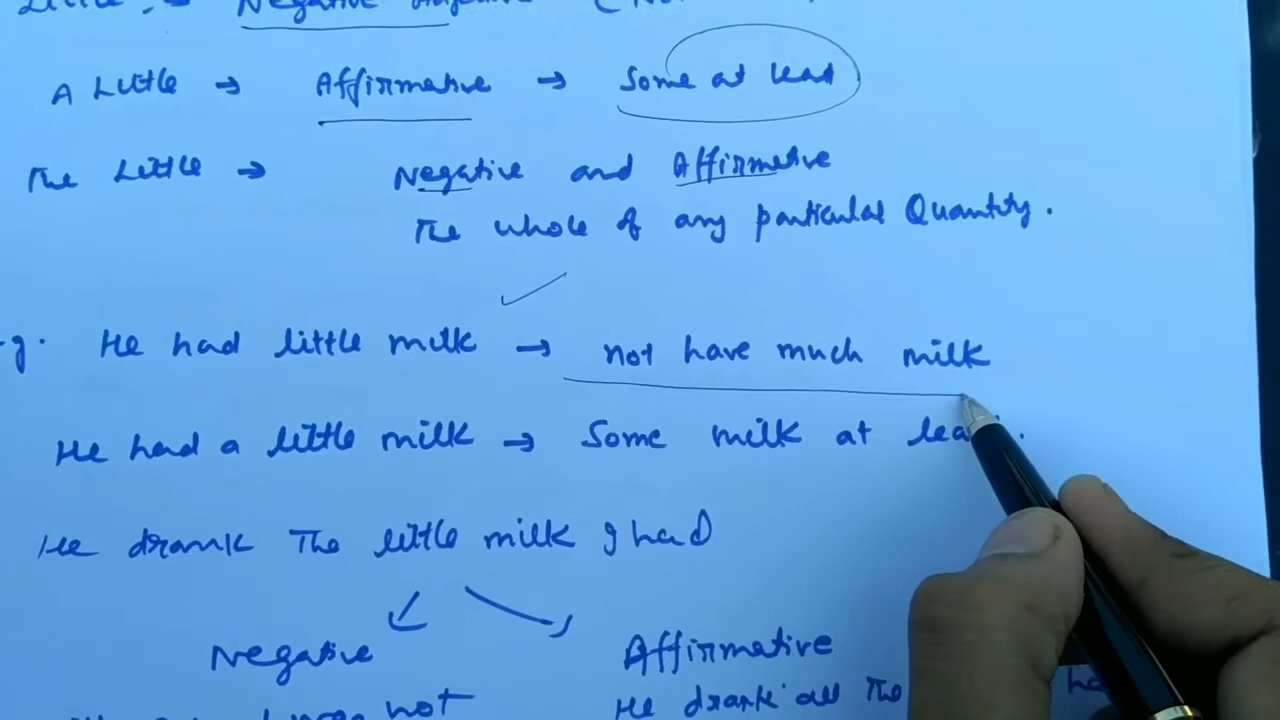 Negative
A Little → Affirmative → Some at least
The Little → Negative and Affirmative
The whole of any particular Quantity.
He had little milk → not have much milk
He had a little milk → Some milk at
He drank The little milk I had
Negative Affirmative
not He drank all The